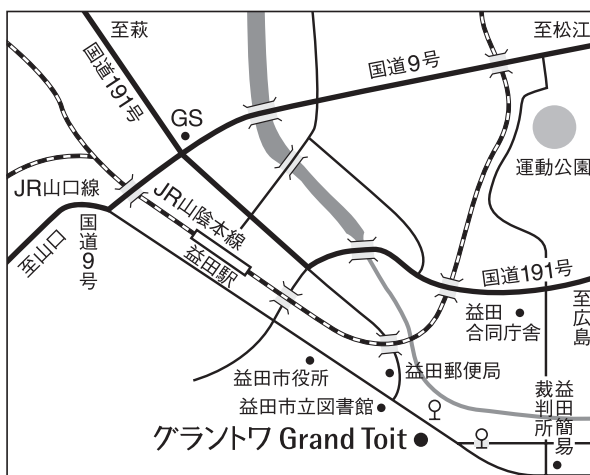 至萩
至松江
国道191号
国道9号
GS
運動公園
JR山口線
JR山陰本線
国道9号
至山口
益田駅
国道191号
至広島
益田
合同庁舎
益田市役所
益田郵便局
益田市立図書館
益田簡易
裁判所
グラントワ Grand Toit